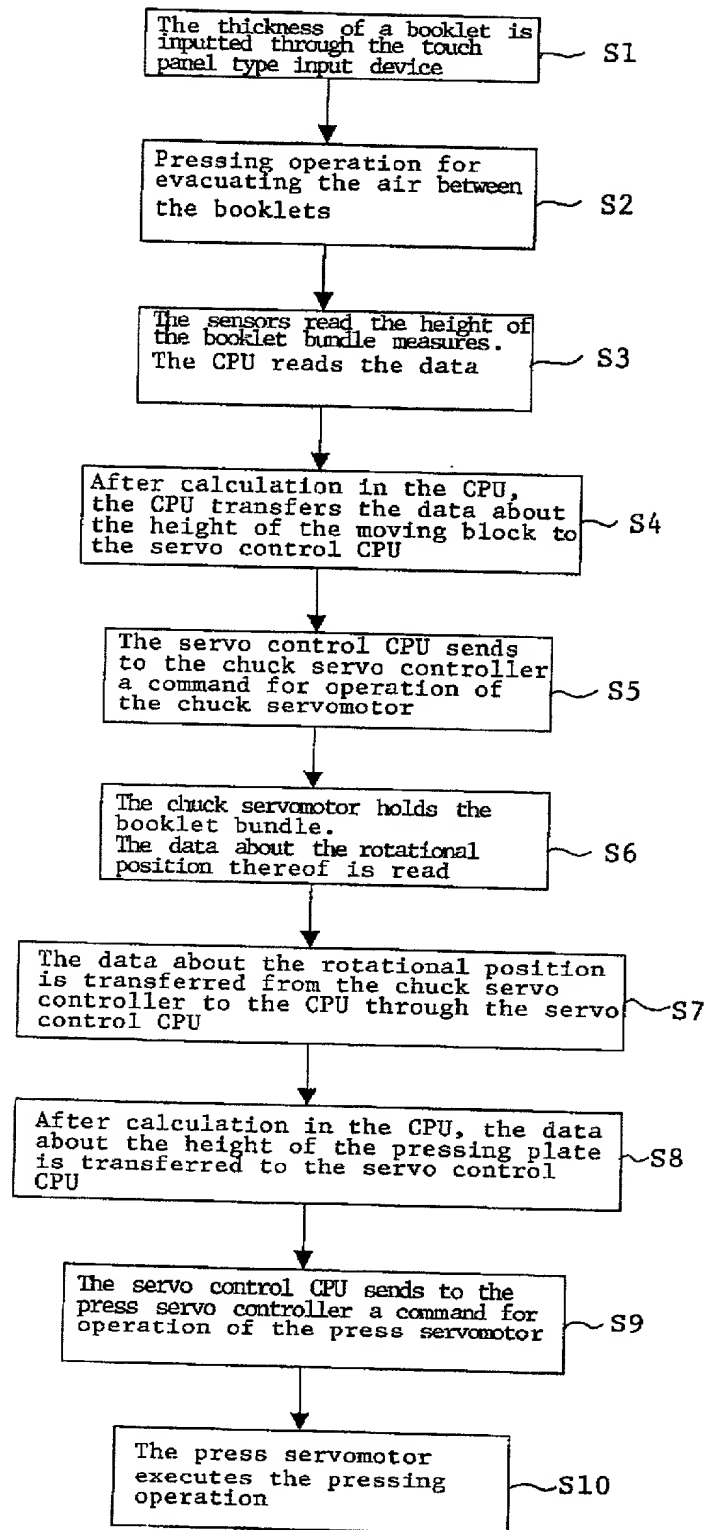 The thickness of a booklet is
inputted through the touch
panel type input device
S1
Pressing operation for
evacuating the air between
the booklets
S2
The sensors read the height of
the booklet bundle measures.
The CPU reads the data
S3
After calculation in the CPU,
the CPU transfers the data about
the height of the moving block to
the servo control CPU
S4
The servo control CPU sends
to the chuck servo controller
a command for operation of
the chuck servomotor
S5
The chuck servomotor holds the
booklet bundle.
The data about the rotational
position thereof is read
S6
The data about the rotational position
is transferred from the chuck servo
controller to the CPU through the servo
control CPU
S7
After calculation in the CPU, the data
about the height of the pressing plate
is transferred to the servo control
CPU
S8
The servo control CPU sends to the
press servo controller a command for
operation of the press servomotor
S9
The press servomotor
executes the pressing
operation
S10